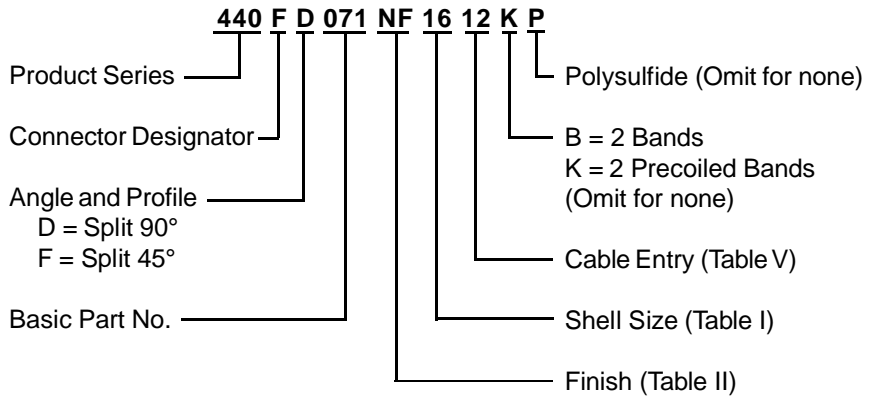 440 F D 071 NF 16 12 K P
Product Series
Connector Designator
Angle and Profile
D = Split 90°
F = Split 45°
Basic Part No.
Polysulfide (Omit for none)
B = 2 Bands
K = 2 Precoiled Bands
(Omit for none)
Cable Entry (Table V)
Shell Size (Table I)
Finish (Table II)